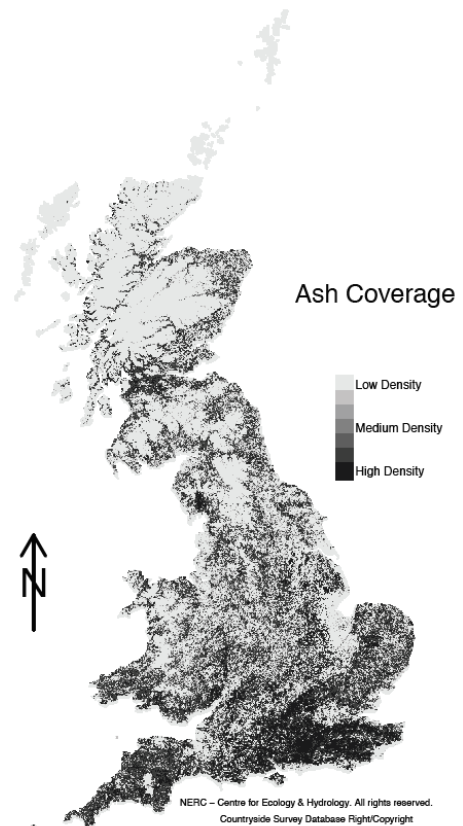 Ash Coverage
Low Density
Medium Density
High Density
N
NERC – Centre for Ecology & Hydrology. All rights reserved.
Countryside Survey Database Right/Copyright